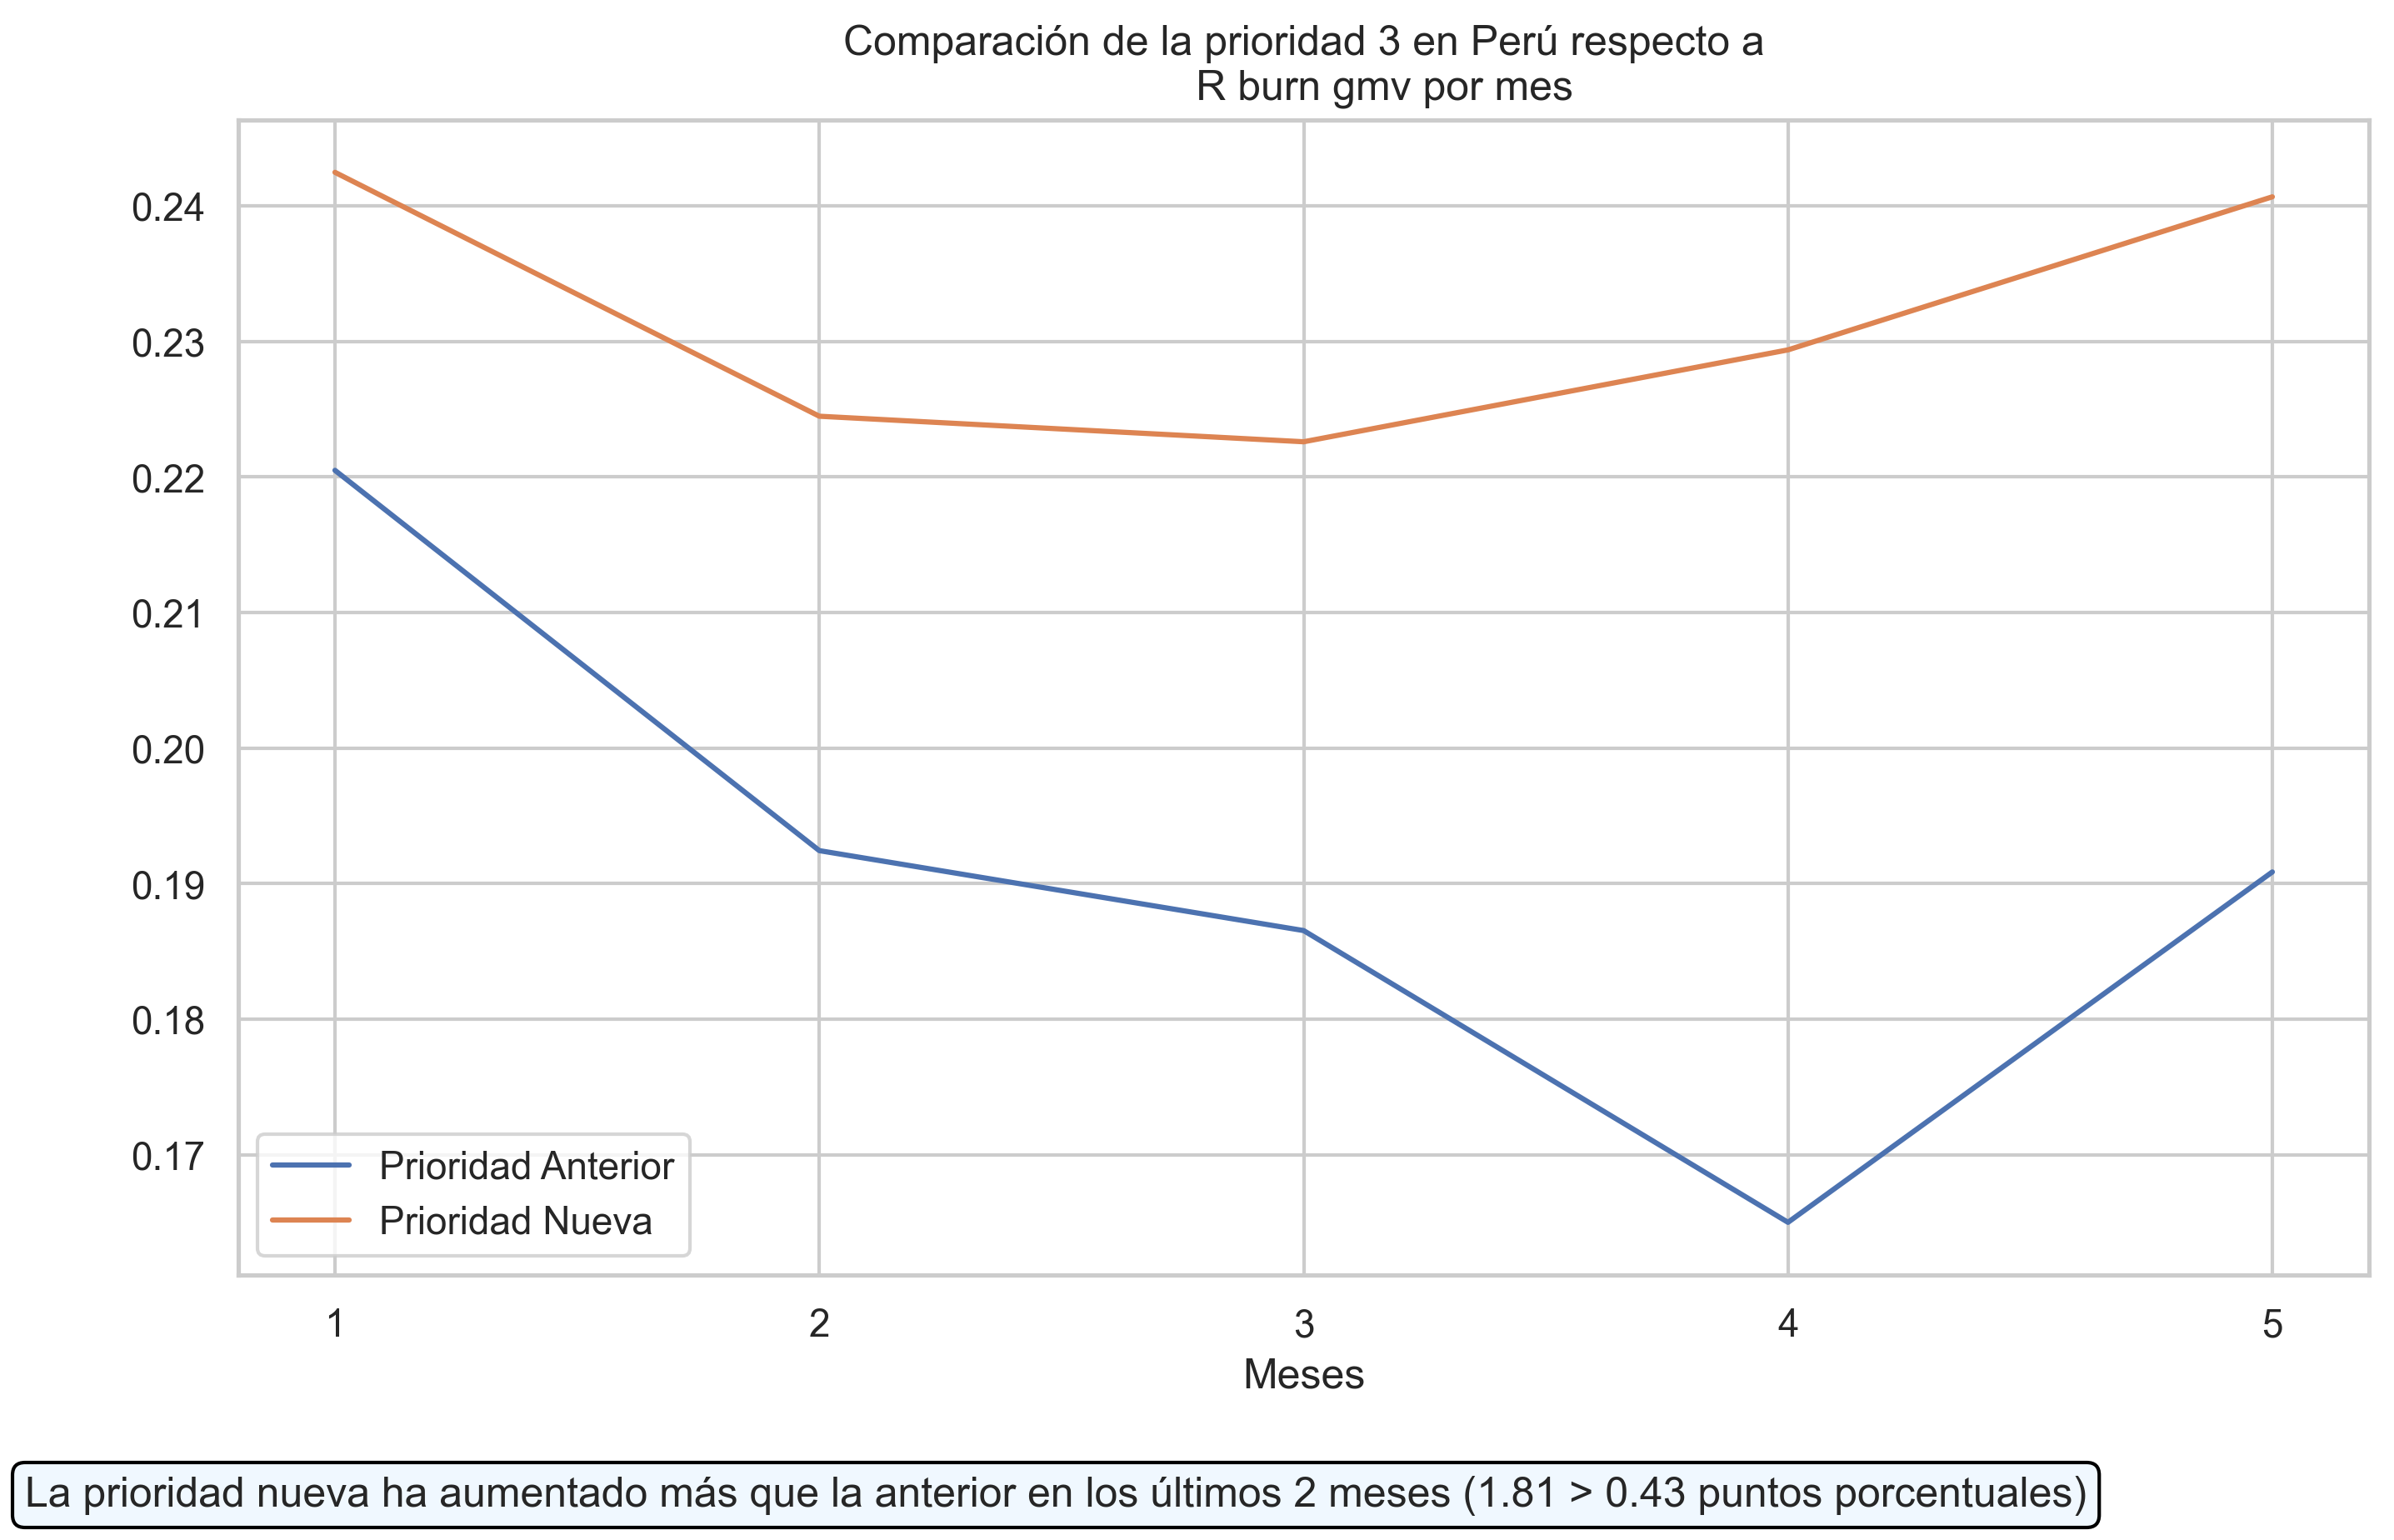 Comparación de la prioridad 3 en Perú respecto a
R burn gmv por mes
0.24
0.23
0.22
0.21
0.20
0.19
0.18
0.17
Prioridad Anterior
Prioridad Nueva
1 2 3 4 5
Meses
La prioridad nueva ha aumentado más que la anterior en los últimos 2 meses (1.81 > 0.43 puntos porcentuales)